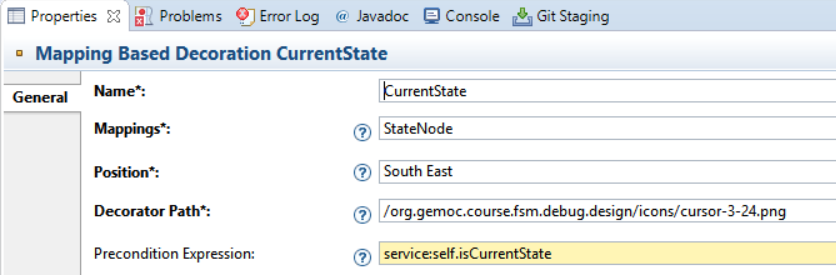 Properties Problems Error Log @ Javadoc Console Git Staging
Mapping Based Decoration CurrentState
General
Name*: CurrentState
Mappings*: ? StateNode
Position*: ? South East
Decorator Path*: ? /org.gemoc.course.fsm.debug.design/icons/cursor-3-24.png
Precondition Expression: ? service:self.isCurrentState